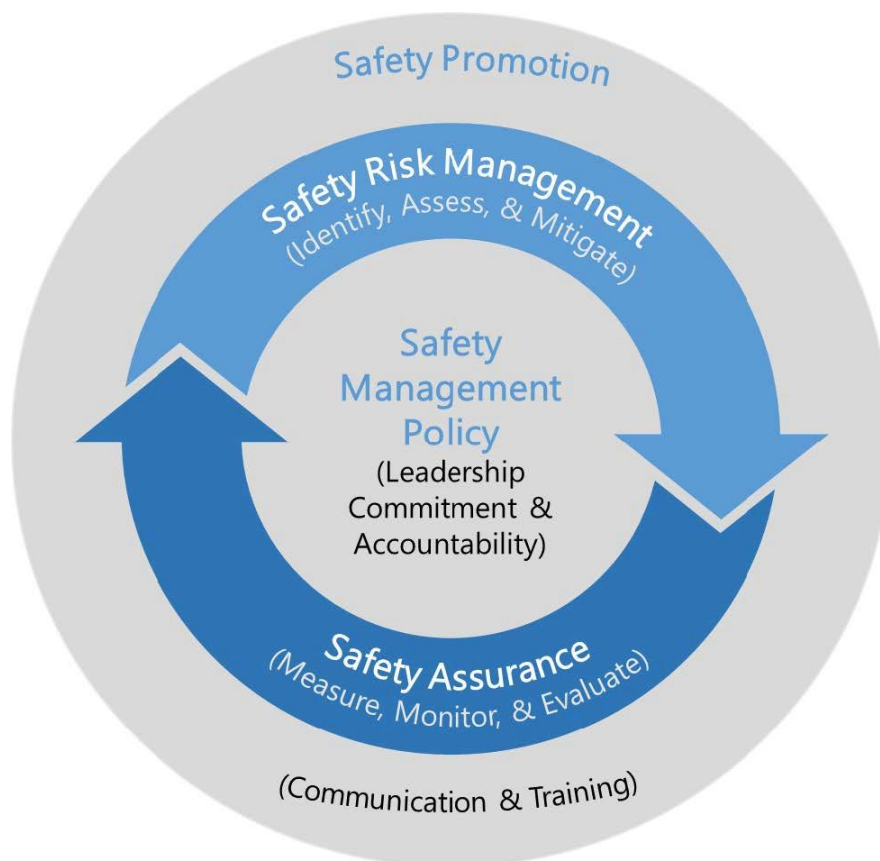 Safety Promotion
Safety Risk Management
(Identify, Assess, & Mitigate)
Safety
Management
Policy
(Leadership
Commitment &
Accountability)
Safety Assurance
(Measure, Monitor, & Evaluate)
(Communication & Training)